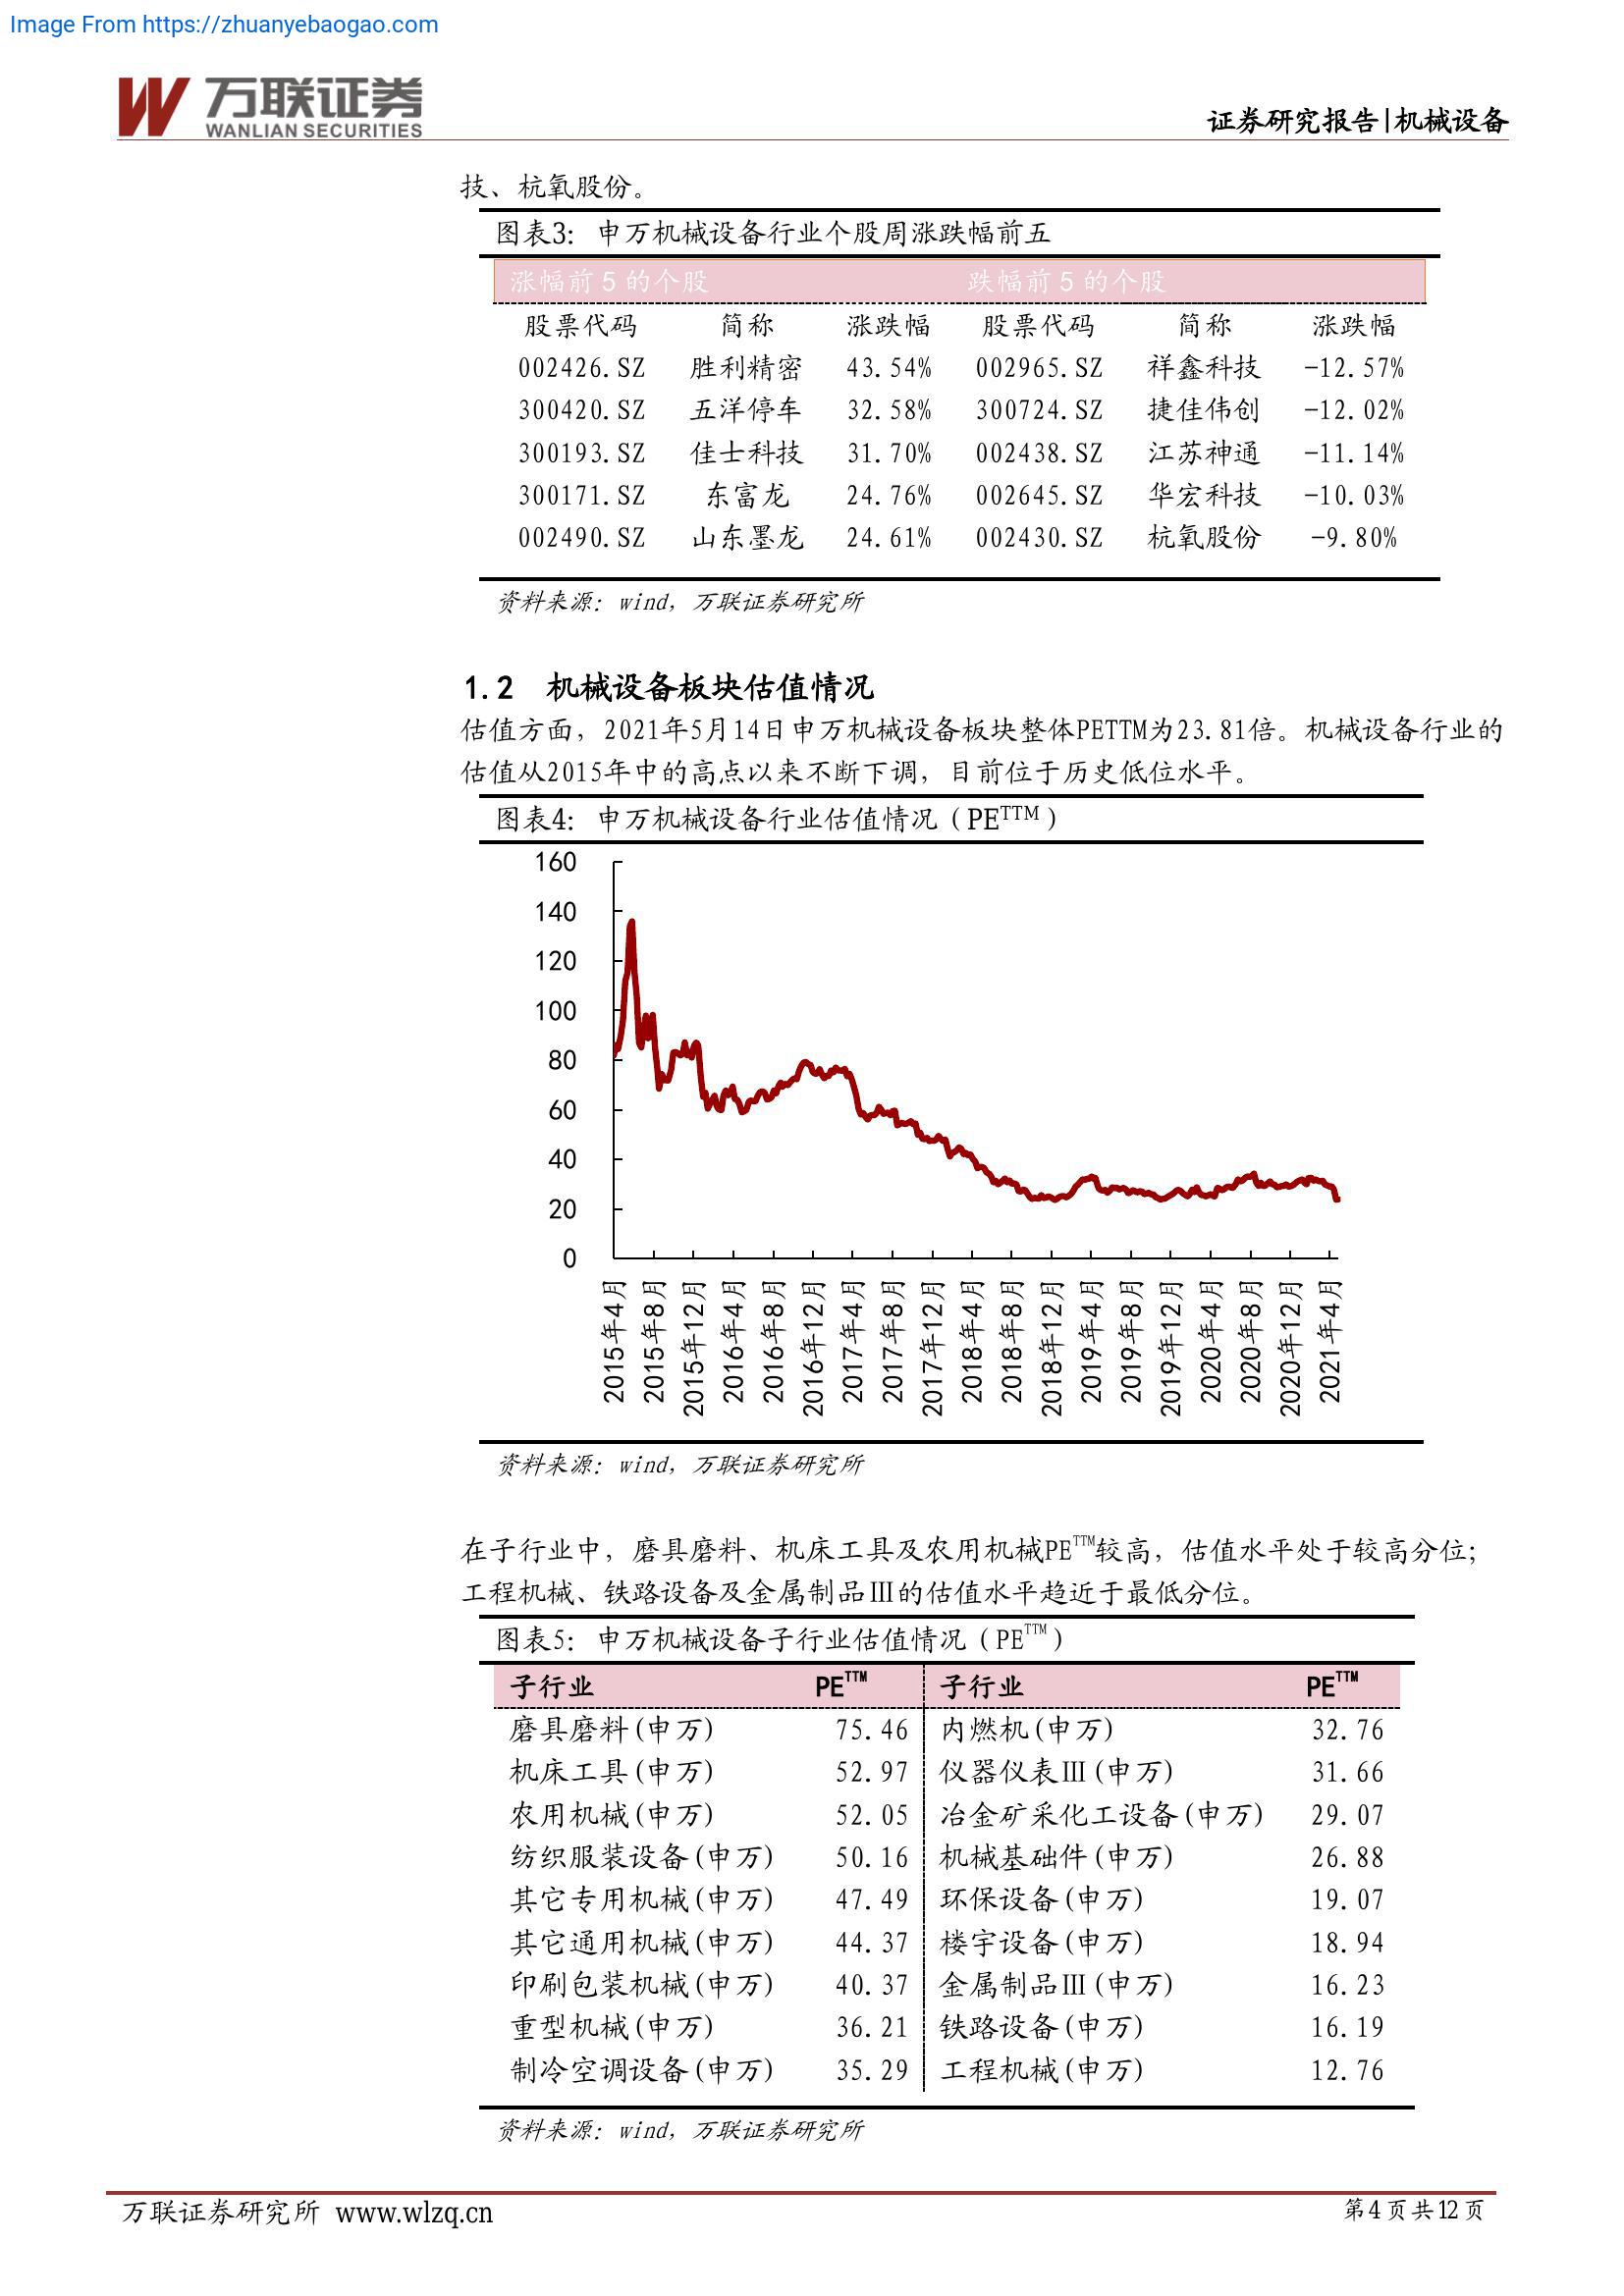 Image From https://zhuanyebaogao.com
万联证券
WANLIAN SECURITIES
证券研究报告|机械设备
技、杭氧股份。
图表3: 申万机械设备行业个股周涨跌幅前五
涨幅前 5 的个股 跌幅前 5 的个股
股票代码 简称 涨跌幅 股票代码 简称 涨跌幅
002426.SZ 胜利精密 43.54% 002965.SZ 祥鑫科技 -12.57%
300420.SZ 五洋停车 32.58% 300724.SZ 捷佳伟创 -12.02%
300193.SZ 佳士科技 31.70% 002438.SZ 江苏神通 -11.14%
300171.SZ 东富龙 24.76% 002645.SZ 华宏科技 -10.03%
002490.SZ 山东墨龙 24.61% 002430.SZ 杭氧股份 -9.80%
资料来源: wind, 万联证券研究所
1.2 机械设备板块估值情况
估值方面，2021年5月14日申万机械设备板块整体PETTM为23.81倍。机械设备行业的
估值从2015年中的高点以来不断下调，目前位于历史低位水平。
图表4: 申万机械设备行业估值情况（PETTM）
160
140
120
100
80
60
40
20
0
2015年4月 2015年8月 2015年12月 2016年4月 2016年8月 2016年12月 2017年4月 2017年8月 2017年12月 2018年4月 2018年8月 2018年12月 2019年4月 2019年8月 2019年12月 2020年4月 2020年8月 2020年12月 2021年4月
资料来源: wind, 万联证券研究所
在子行业中，磨具磨料、机床工具及农用机械PETTM较高，估值水平处于较高分位；
工程机械、铁路设备及金属制品Ⅲ的估值水平趋近于最低分位。
图表5: 申万机械设备子行业估值情况（PETTM）
子行业 PETTM 子行业 PETTM
磨具磨料(申万) 75.46 内燃机(申万) 32.76
机床工具(申万) 52.97 仪器仪表Ⅲ(申万) 31.66
农用机械(申万) 52.05 冶金矿采化工设备(申万) 29.07
纺织服装设备(申万) 50.16 机械基础件(申万) 26.88
其它专用机械(申万) 47.49 环保设备(申万) 19.07
其它通用机械(申万) 44.37 楼宇设备(申万) 18.94
印刷包装机械(申万) 40.37 金属制品Ⅲ(申万) 16.23
重型机械(申万) 36.21 铁路设备(申万) 16.19
制冷空调设备(申万) 35.29 工程机械(申万) 12.76
资料来源: wind, 万联证券研究所
万联证券研究所 www.wlzq.cn 第4页共12页